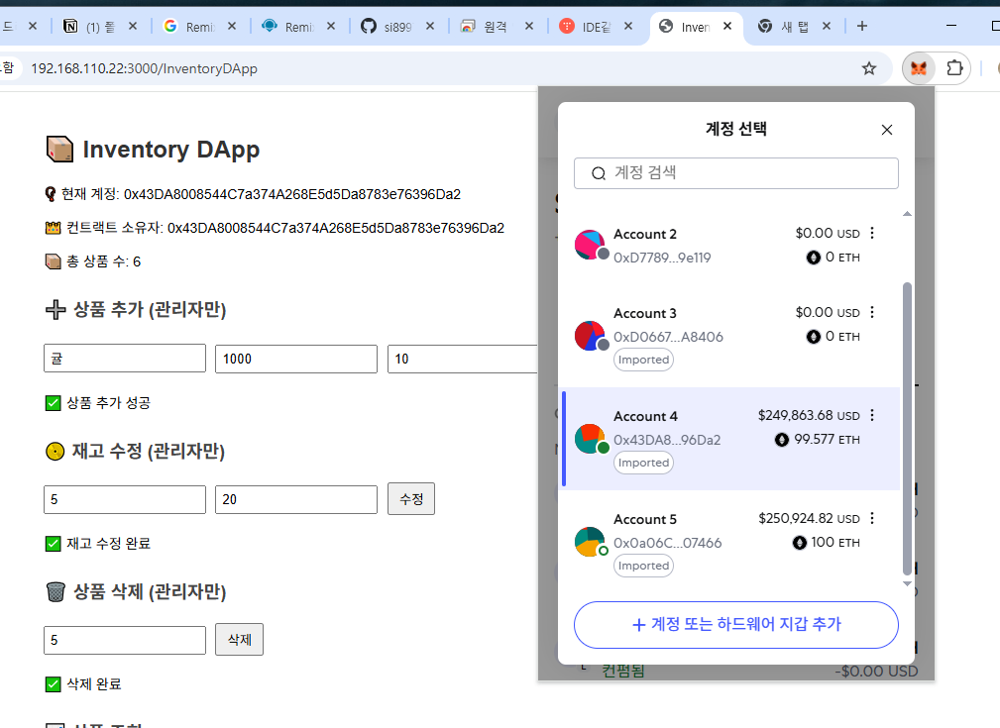 드
(1) 홀
Remi
Remi
si899
원격
IDE같
Inven
새 탭
요함
192.168.110.22:3000/InventoryDApp
Inventory DApp
현재 계정: 0x43DA8008544C7a374A268E5d5Da8783e76396Da2
컨트랙트 소유자: 0x43DA8008544C7a374A268E5d5Da8783e76396Da2
총 상품 수: 6
상품 추가 (관리자만)
귤
1000
10
상품 추가 성공
재고 수정 (관리자만)
5
20
수정
재고 수정 완료
상품 삭제 (관리자만)
5
삭제
삭제 완료
상품 조회
계정 선택
계정 검색
Account 2
$0.00 USD
0xD7789...9e119
0 ETH
Account 3
$0.00 USD
0xD0667...A8406
0 ETH
Imported
Account 4
$249,863.68 USD
0x43DA8...96Da2
99.577 ETH
Imported
Account 5
$250,924.82 USD
0x0a06C...07466
100 ETH
Imported
+ 계정 또는 하드웨어 지갑 추가
컨펌됨
-$0.00 USD